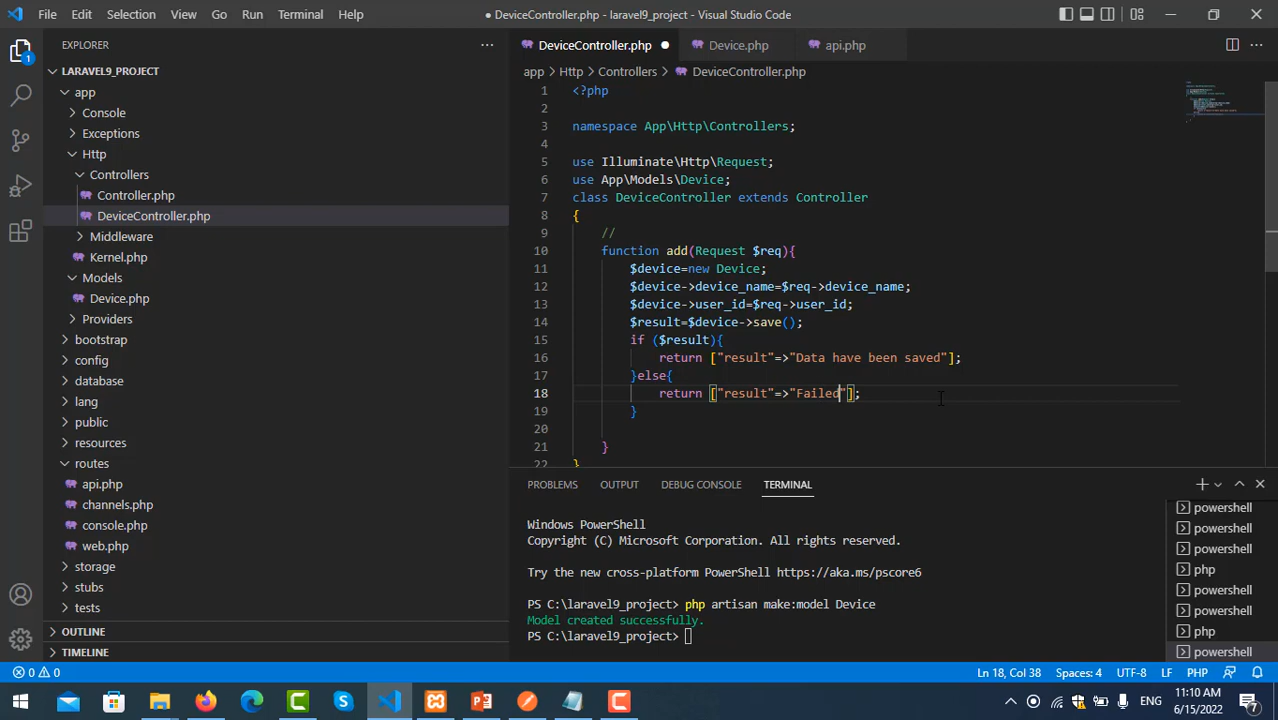 File Edit Selection View Go Run Terminal Help
● DeviceController.php - laravel9_project - Visual Studio Code
EXPLORER
LARAVEL9_PROJECT
app
Console
Exceptions
Http
Controllers
Controller.php
DeviceController.php
Middleware
Kernel.php
Models
Device.php
Providers
bootstrap
config
database
lang
public
resources
routes
api.php
channels.php
console.php
web.php
storage
stubs
tests
OUTLINE
TIMELINE
1
DeviceController.php Device.php api.php
app > Http > Controllers > DeviceController.php
1 <?php
2
3 namespace App\Http\Controllers;
4
5 use Illuminate\Http\Request;
6 use App\Models\Device;
7 class DeviceController extends Controller
8 {
9 //
10 function add(Request $req){
11 $device=new Device;
12 $device->device_name=$req->device_name;
13 $device->user_id=$req->user_id;
14 $result=$device->save();
15 if ($result){
16 return ["result"=>"Data have been saved"];
17 }else{
18 return ["result"=>"Failed"];
19 }
20
21 }
22 }
PROBLEMS OUTPUT DEBUG CONSOLE TERMINAL
Windows PowerShell
Copyright (C) Microsoft Corporation. All rights reserved.
Try the new cross-platform PowerShell https://aka.ms/pscore6
PS C:\laravel9_project> php artisan make:model Device
Model created successfully.
PS C:\laravel9_project>
powershell
powershell
powershell
php
powershell
powershell
php
powershell
0 0 Ln 18, Col 38 Spaces: 4 UTF-8 LF PHP
ENG 11:10 AM
6/15/2022
7